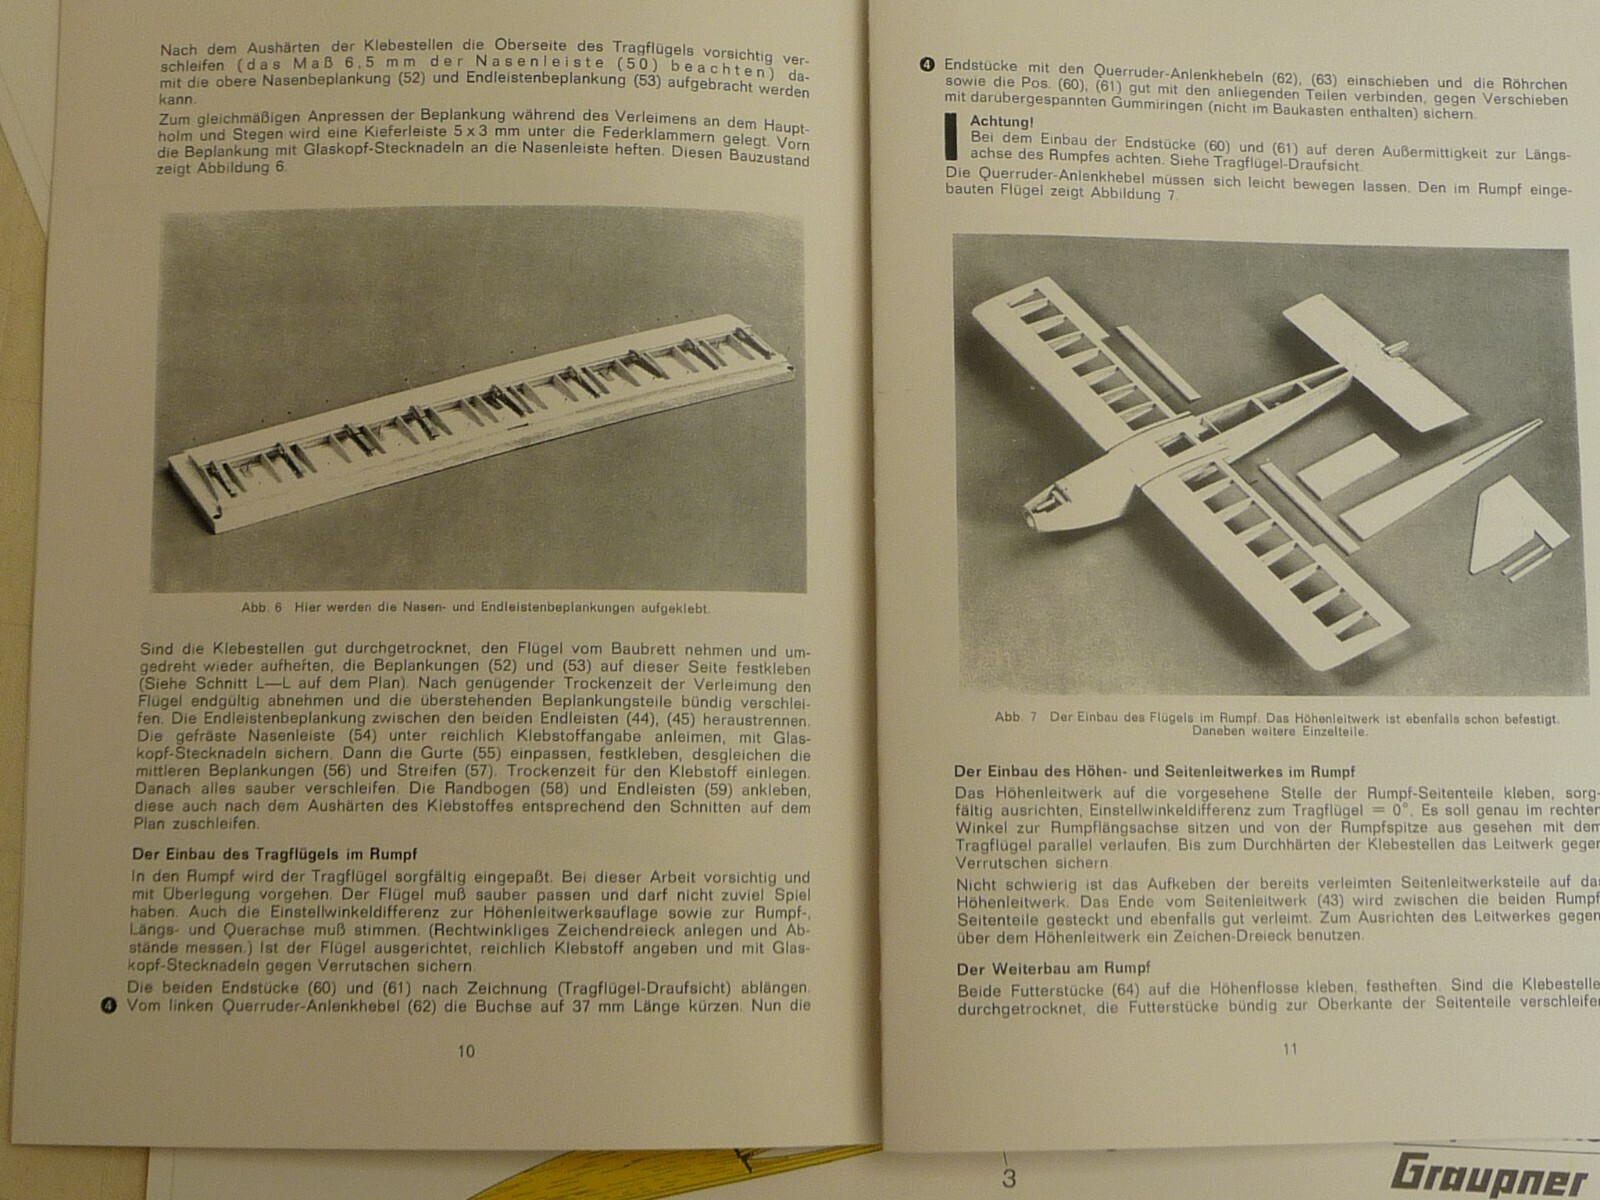 Nach dem Aushärten der Klebestellen die Oberseite des Tragflügels vorsichtig ver-
schleifen (das Maß 6,5 mm der Nasenleiste (50) beachten) da-
mit die obere Nasenbeplankung (52) und Endleistenbeplankung (53) aufgebracht werden
kann.
Zum gleichmäßigen Anpressen der Beplankung während des Verleimens an dem Haupt-
holm und Stegen wird eine Kieferleiste 5 x 3 mm unter die Federklammern gelegt. Vorn
die Beplankung mit Glaskopf-Stecknadeln an die Nasenleiste heften. Diesen Bauzustand
zeigt Abbildung 6.
Abb. 6 Hier werden die Nasen- und Endleistenbeplankungen aufgeklebt.
Sind die Klebestellen gut durchgetrocknet, den Flügel vom Baubrett nehmen und um-
gedreht wieder aufheften, die Beplankungen (52) und (53) auf dieser Seite festkleben
(Siehe Schnitt L—L auf dem Plan). Nach genügender Trockenzeit der Verleimung den
Flügel endgültig abnehmen und die überstehenden Beplankungsteile bündig verschlei-
fen. Die Endleistenbeplankung zwischen den beiden Endleisten (44), (45) heraustrennen.
Die gefräste Nasenleiste (54) unter reichlich Klebstoffangabe anleimen, mit Glas-
kopf-Stecknadeln sichern. Dann die Gurte (55) einpassen, festkleben, desgleichen die
mittleren Beplankungen (56) und Streifen (57). Trockenzeit für den Klebstoff einlegen.
Danach alles sauber verschleifen. Die Randbogen (58) und Endleisten (59) ankleben,
diese auch nach dem Aushärten des Klebstoffes entsprechend den Schnitten auf dem
Plan zuschleifen.
Der Einbau des Tragflügels im Rumpf
In den Rumpf wird der Tragflügel sorgfältig eingepaßt. Bei dieser Arbeit vorsichtig und
mit Überlegung vorgehen. Der Flügel muß sauber passen und darf nicht zuviel Spiel
haben. Auch die Einstellwinkeldifferenz zur Höhenleitwerksauflage sowie zur Rumpf-,
Längs- und Querachse muß stimmen. (Rechtwinkliges Zeichendreieck anlegen und Ab-
stände messen.) Ist der Flügel ausgerichtet, reichlich Klebstoff angeben und mit Glas-
kopf-Stecknadeln gegen Verrutschen sichern.
Die beiden Endstücke (60) und (61) nach Zeichnung (Tragflügel-Draufsicht) ablängen.
4 Vom linken Querruder-Anlenkhebel (62) die Buchse auf 37 mm Länge kürzen. Nun die
10
4 Endstücke mit den Querruder-Anlenkhebeln (62), (63) einschieben und die Röhrchen
sowie die Pos. (60), (61) gut mit den anliegenden Teilen verbinden, gegen Verschieben
mit darübergespannten Gummiringen (nicht im Baukasten enthalten) sichern.
Achtung!
Bei dem Einbau der Endstücke (60) und (61) auf deren Außermittigkeit zur Längs-
achse des Rumpfes achten. Siehe Tragflügel-Draufsicht.
Die Querruder-Anlenkhebel müssen sich leicht bewegen lassen. Den im Rumpf einge-
bauten Flügel zeigt Abbildung 7.
Abb. 7 Der Einbau des Flügels im Rumpf. Das Höhenleitwerk ist ebenfalls schon befestigt.
Daneben weitere Einzelteile.
Der Einbau des Höhen- und Seitenleitwerkes im Rumpf
Das Höhenleitwerk auf die vorgesehene Stelle der Rumpf-Seitenteile kleben, sorg-
fältig ausrichten, Einstellwinkeldifferenz zum Tragflügel = 0°. Es soll genau im rechten
Winkel zur Rumpflängsachse sitzen und von der Rumpfspitze aus gesehen mit dem
Tragflügel parallel verlaufen. Bis zum Durchhärten der Klebestellen das Leitwerk gegen
Verrutschen sichern.
Nicht schwierig ist das Aufkeben der bereits verleimten Seitenleitwerksteile auf das
Höhenleitwerk. Das Ende vom Seitenleitwerk (43) wird zwischen die beiden Rumpf
Seitenteile gesteckt und ebenfalls gut verleimt. Zum Ausrichten des Leitwerkes gegen
über dem Höhenleitwerk ein Zeichen-Dreieck benutzen.
Der Weiterbau am Rumpf
Beide Futterstücke (64) auf die Höhenflosse kleben, festheften. Sind die Klebestelle
durchgetrocknet, die Futterstücke bündig zur Oberkante der Seitenteile verschleifen
11
3
Graupner